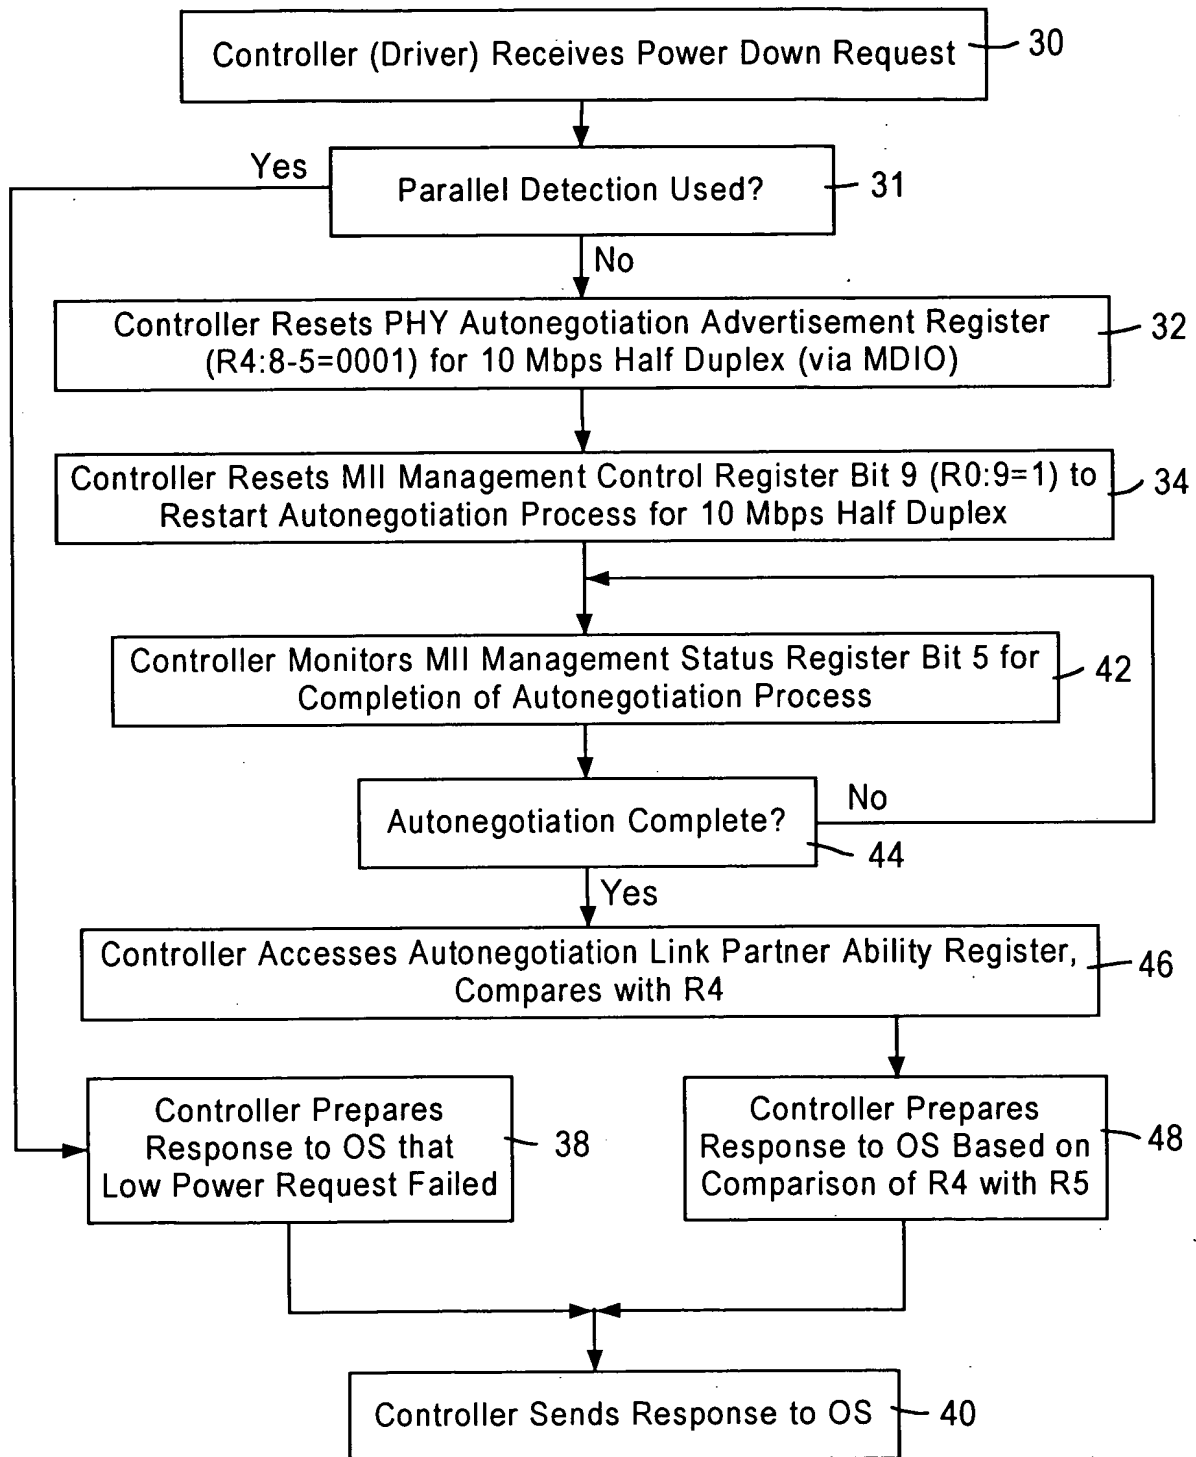 Controller (Driver) Receives Power Down Request
30
Yes
Parallel Detection Used?
31
No
Controller Resets PHY Autonegotiation Advertisement Register
(R4:8-5=0001) for 10 Mbps Half Duplex (via MDIO)
32
Controller Resets MII Management Control Register Bit 9 (R0:9=1) to
Restart Autonegotiation Process for 10 Mbps Half Duplex
34
Controller Monitors MII Management Status Register Bit 5 for
Completion of Autonegotiation Process
42
Autonegotiation Complete?
No
44
Yes
Controller Accesses Autonegotiation Link Partner Ability Register,
Compares with R4
46
Controller Prepares
Response to OS that
Low Power Request Failed
38
Controller Prepares
Response to OS Based on
Comparison of R4 with R5
48
Controller Sends Response to OS
40